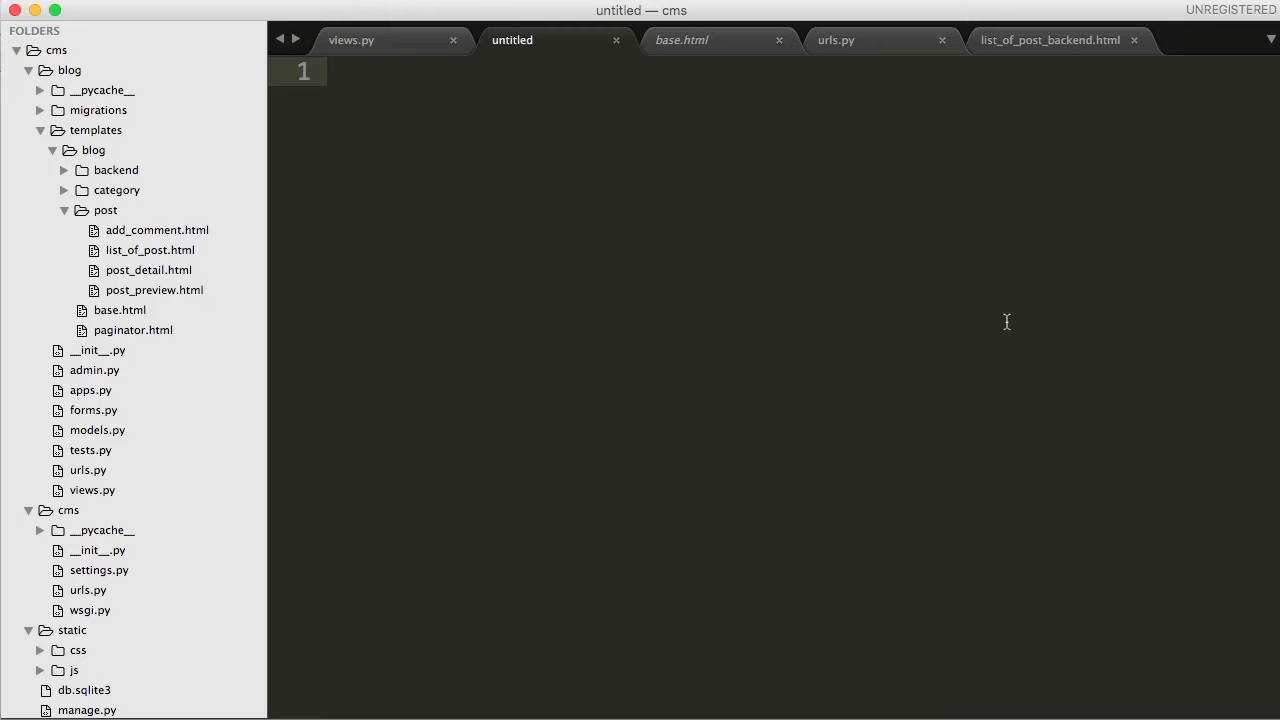 untitled — cms
UNREGISTERED
FOLDERS
cms
blog
__pycache__
migrations
templates
blog
backend
category
post
add_comment.html
list_of_post.html
post_detail.html
post_preview.html
base.html
paginator.html
__init__.py
admin.py
apps.py
forms.py
models.py
tests.py
urls.py
views.py
cms
__pycache__
__init__.py
settings.py
urls.py
wsgi.py
static
css
js
db.sqlite3
manage.py
views.py
untitled
base.html
urls.py
list_of_post_backend.html
1